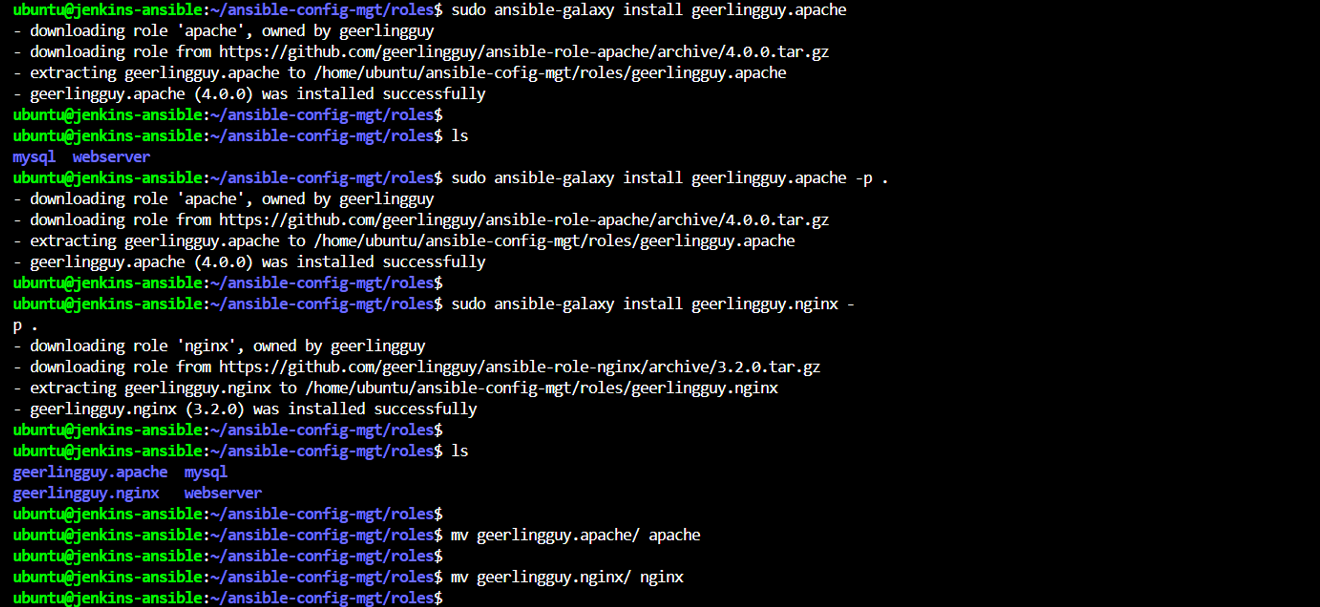 ubuntu@jenkins-ansible:~/ansible-config-mgt/roles$ sudo ansible-galaxy install geerlingguy.apache
- downloading role 'apache', owned by geerlingguy
- downloading role from https://github.com/geerlingguy/ansible-role-apache/archive/4.0.0.tar.gz
- extracting geerlingguy.apache to /home/ubuntu/ansible-cofig-mgt/roles/geerlingguy.apache
- geerlingguy.apache (4.0.0) was installed successfully
ubuntu@jenkins-ansible:~/ansible-config-mgt/roles$
ubuntu@jenkins-ansible:~/ansible-config-mgt/roles$ ls
mysql  webserver
ubuntu@jenkins-ansible:~/ansible-config-mgt/roles$ sudo ansible-galaxy install geerlingguy.apache -p .
- downloading role 'apache', owned by geerlingguy
- downloading role from https://github.com/geerlingguy/ansible-role-apache/archive/4.0.0.tar.gz
- extracting geerlingguy.apache to /home/ubuntu/ansible-config-mgt/roles/geerlingguy.apache
- geerlingguy.apache (4.0.0) was installed successfully
ubuntu@jenkins-ansible:~/ansible-config-mgt/roles$
ubuntu@jenkins-ansible:~/ansible-config-mgt/roles$ sudo ansible-galaxy install geerlingguy.nginx -
p .
- downloading role 'nginx', owned by geerlingguy
- downloading role from https://github.com/geerlingguy/ansible-role-nginx/archive/3.2.0.tar.gz
- extracting geerlingguy.nginx to /home/ubuntu/ansible-config-mgt/roles/geerlingguy.nginx
- geerlingguy.nginx (3.2.0) was installed successfully
ubuntu@jenkins-ansible:~/ansible-config-mgt/roles$
ubuntu@jenkins-ansible:~/ansible-config-mgt/roles$ ls
geerlingguy.apache  mysql
geerlingguy.nginx   webserver
ubuntu@jenkins-ansible:~/ansible-config-mgt/roles$
ubuntu@jenkins-ansible:~/ansible-config-mgt/roles$ mv geerlingguy.apache/ apache
ubuntu@jenkins-ansible:~/ansible-config-mgt/roles$
ubuntu@jenkins-ansible:~/ansible-config-mgt/roles$ mv geerlingguy.nginx/ nginx
ubuntu@jenkins-ansible:~/ansible-config-mgt/roles$